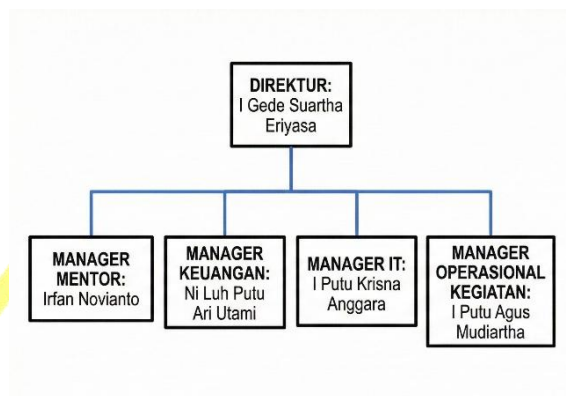 DIREKTUR:
I Gede Suartha
Eriyasa
MANAGER
MENTOR:
Irfan Novianto
MANAGER
KEUANGAN:
Ni Luh Putu
Ari Utami
MANAGER IT:
I Putu Krisna
Anggara
MANAGER
OPERASIONAL
KEGIATAN:
I Putu Agus
Mudiartha